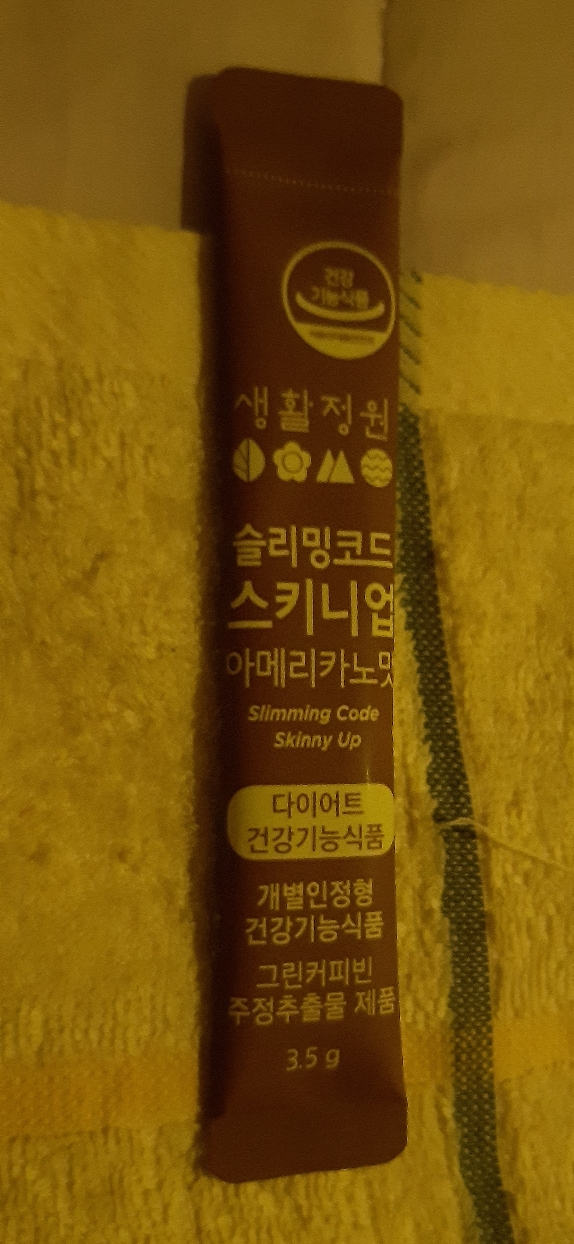 건강
기능식품
생활정원
슬리밍코드
스키니업
아메리카노맛
Slimming Code
Skinny Up
다이어트
건강기능식품
개별인정형
건강기능식품
그린커피빈
주정추출물 제품
3.5 g